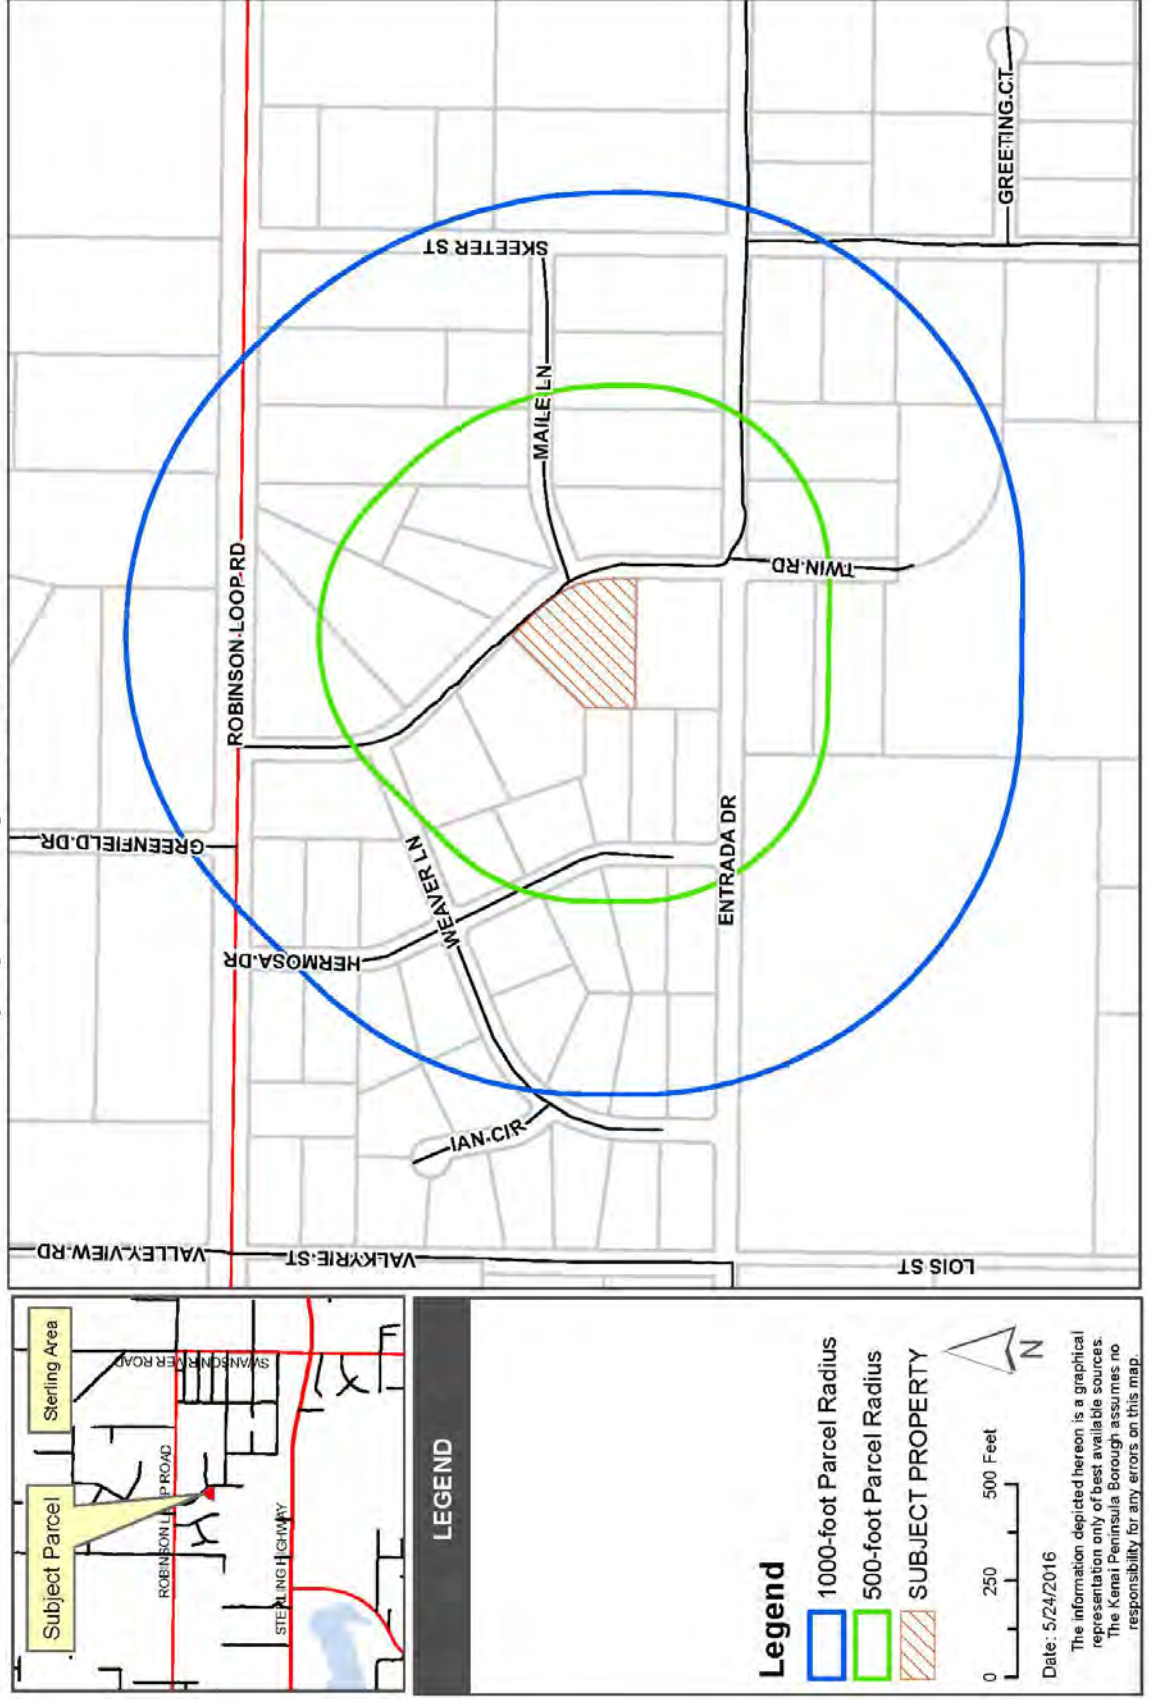 GREETING CT
SKEETER ST
MAILE LN
ROBINSON LOOP RD
TWIN RD
GREENFIELD DR
WEAVER LN
ENTRADA DR
HERMOSA DR
IAN CIR
VALLEY VIEW RD
VALKYRIE ST
LOIS ST
Sterling Area
Subject Parcel
SWANSON RIVER ROAD
ROBINSON LOOP ROAD
STERLING HIGHWAY
LEGEND
Legend
1000-foot Parcel Radius
500-foot Parcel Radius
SUBJECT PROPERTY
N
0 250 500 Feet
Date: 5/24/2016
The information depicted hereon is a graphical
representation only of best available sources.
The Kenai Peninsula Borough assumes no
responsibility for any errors on this map.